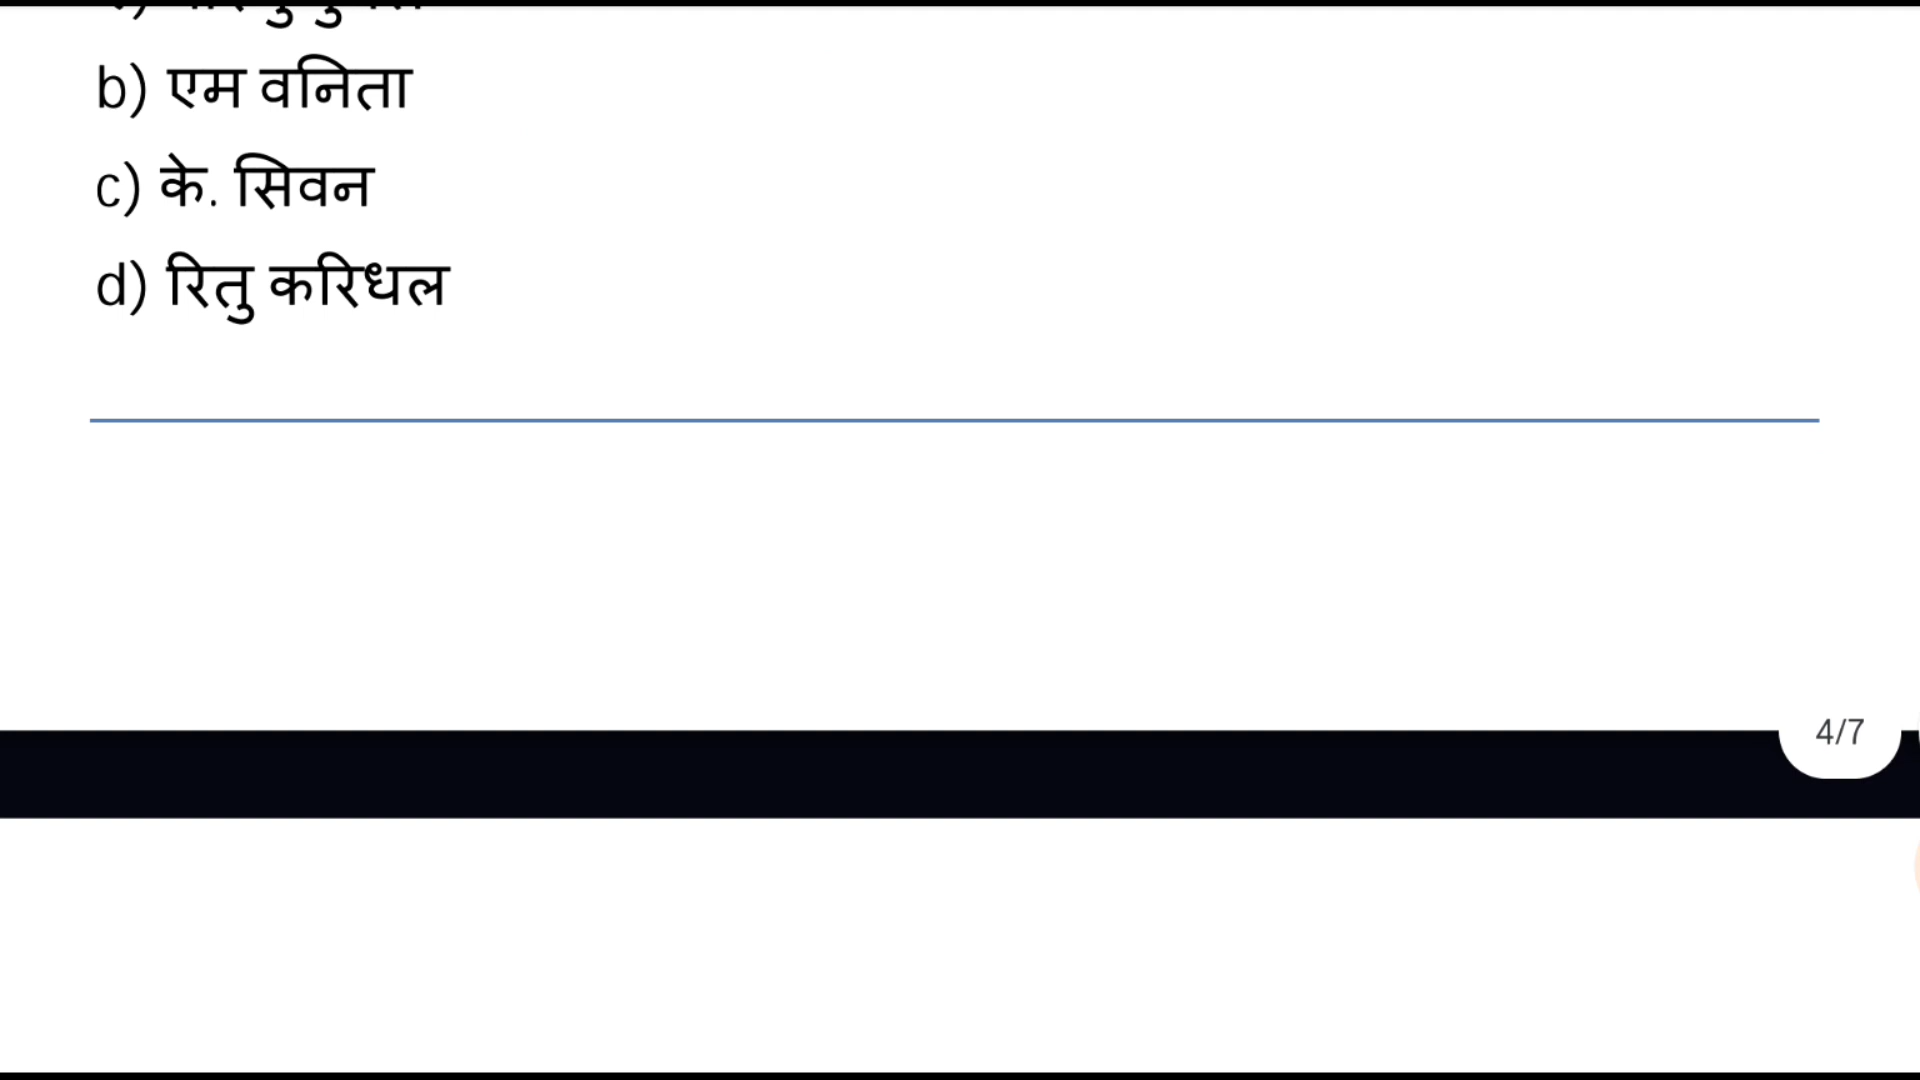 b) एम वनिता
c) के. सिवन
d) रितु करिधल
4/7